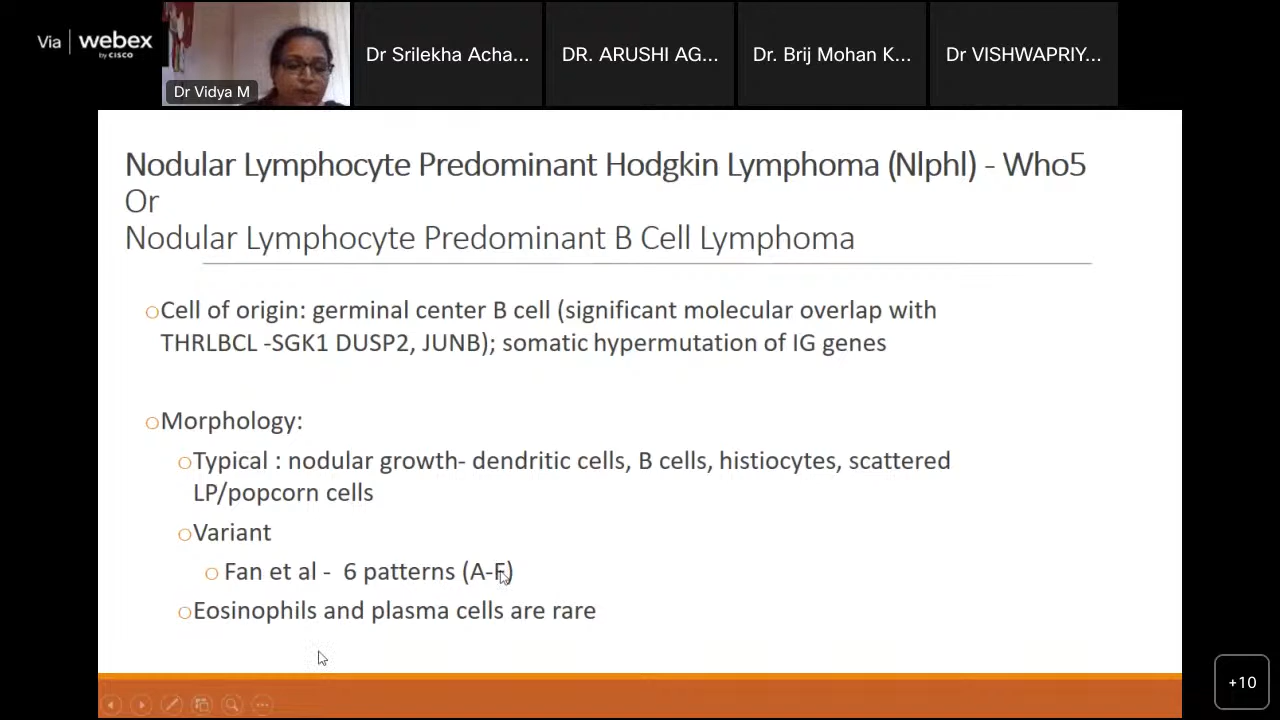 Via webex
by CISCO
Dr Vidya M
Dr Srilekha Acha...
DR. ARUSHI AG...
Dr. Brij Mohan K...
Dr VISHWAPRIY...
Nodular Lymphocyte Predominant Hodgkin Lymphoma (Nlphl) - Who5
Or
Nodular Lymphocyte Predominant B Cell Lymphoma
Cell of origin: germinal center B cell (significant molecular overlap with
THRLBCL -SGK1 DUSP2, JUNB); somatic hypermutation of IG genes
Morphology:
Typical : nodular growth- dendritic cells, B cells, histiocytes, scattered
LP/popcorn cells
Variant
Fan et al - 6 patterns (A-F)
Eosinophils and plasma cells are rare
+10